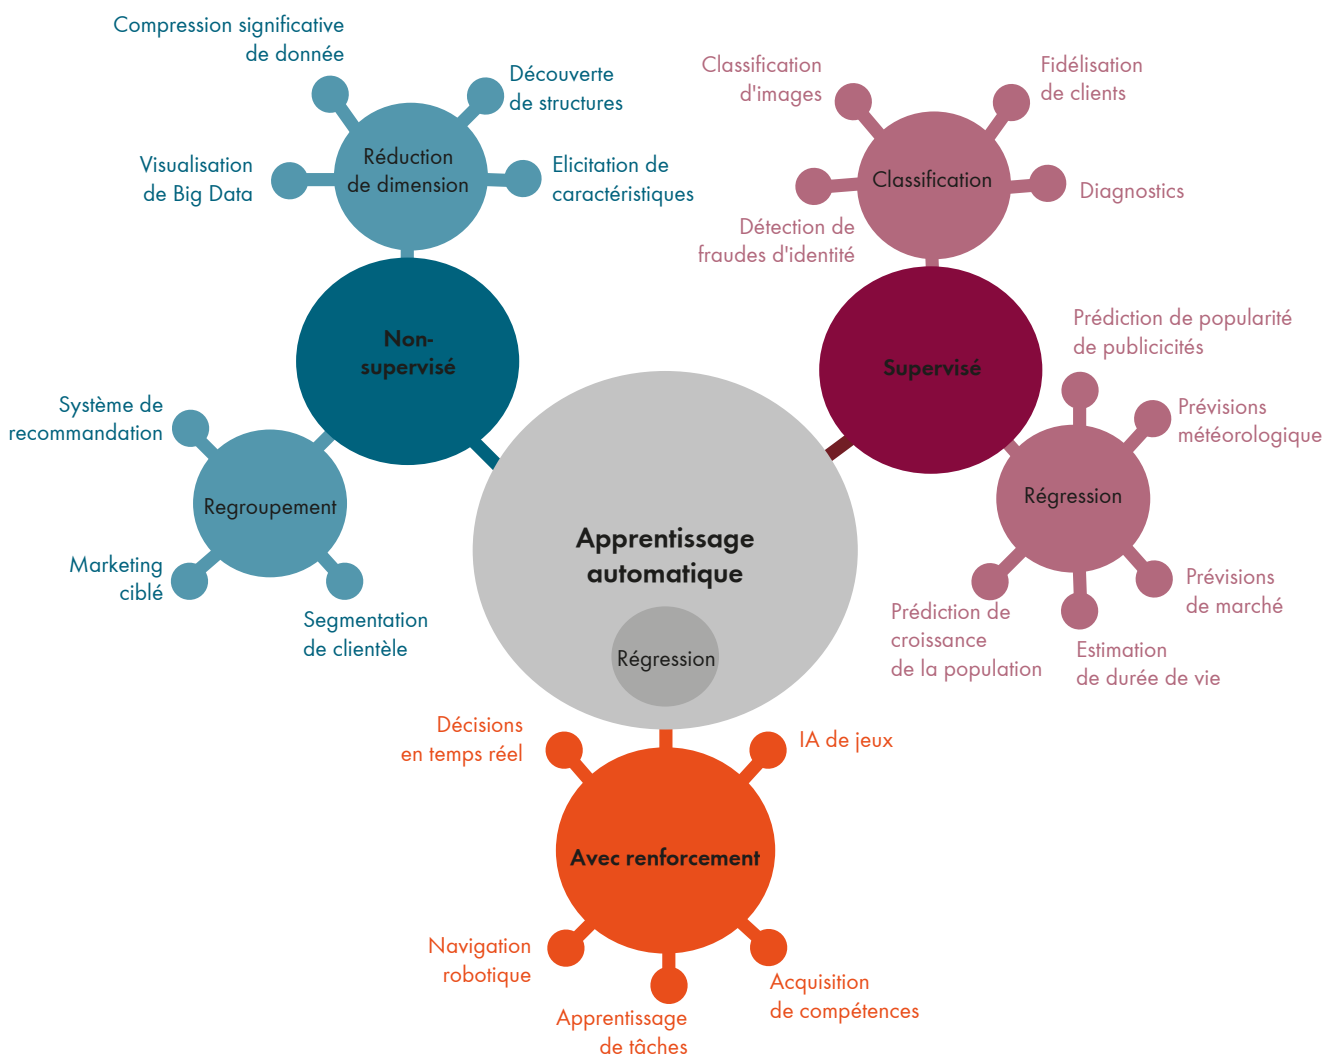 Compression significative
de donnée
Découverte
de structures
Visualisation
de Big Data
Réduction
de dimension
Elicitation de
caractéristiques
Non-
supervisé
Système de
recommandation
Regroupement
Marketing
ciblé
Segmentation
de clientèle
Classification
d'images
Fidélisation
de clients
Classification
Diagnostics
Détection de
fraudes d'identité
Supervisé
Prédiction de popularité
de publicicités
Prévisions
météorologique
Régression
Prévisions
de marché
Prédiction de
croissance
de la population
Estimation
de durée de vie
Apprentissage
automatique
Régression
Décisions
en temps réel
IA de jeux
Avec renforcement
Navigation
robotique
Apprentissage
de tâches
Acquisition
de compétences